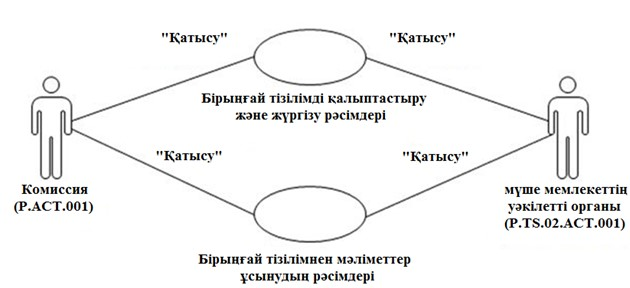 "Қатысу" "Қатысу"
Бірыңғай тізілімді қалыптастыру
және жүргізу рәсімдері
"Қатысу" "Қатысу"
Комиссия
(P.ACT.001)
мүше мемлекеттің
уәкілетті органы
(P.TS.02.ACT.001)
Бірыңғай тізілімнен мәліметтер
ұсынудың рәсімдері